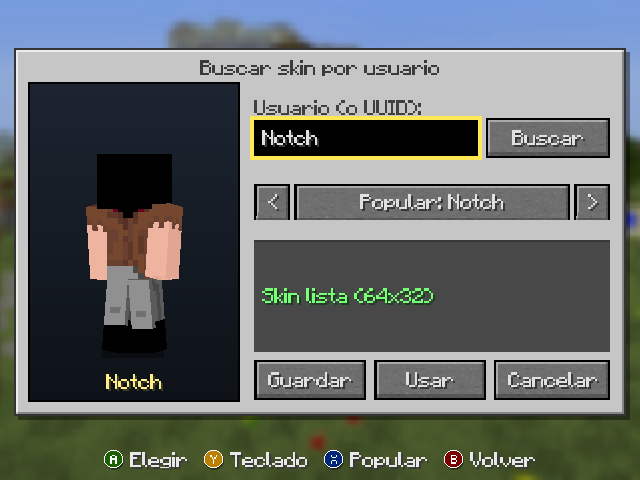 Buscar skin por usuario
Usuario (o UUID):
Notch
Buscar
<
Popular: Notch
>
Skin lista (64x32)
Notch
Guardar
Usar
Cancelar
A Elegir
Y Teclado
X Popular
B Volver